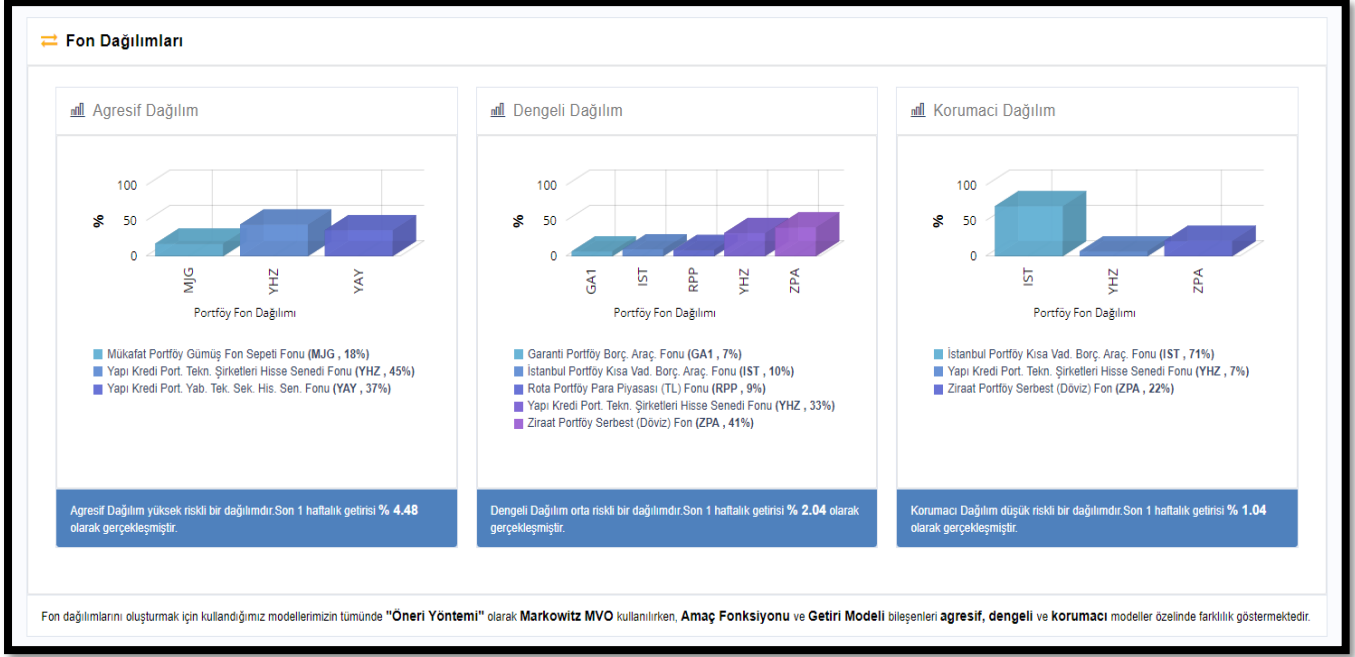 Fon Dağılımları
Agresif Dağılım
%
100
50
0
MJG
YHZ
YAY
Portföy Fon Dağılımı
Mükafat Portföy Gümüş Fon Sepeti Fonu (MJG , 18%)
Yapı Kredi Port. Tekn. Şirketleri Hisse Senedi Fonu (YHZ , 45%)
Yapı Kredi Port. Yab. Tek. Sek. His. Sen. Fonu (YAY , 37%)
Agresif Dağılım yüksek riskli bir dağılımdır.Son 1 haftalık getirisi % 4.48
olarak gerçekleşmiştir.
Dengeli Dağılım
%
100
50
0
GA1
IST
RPP
YHZ
ZPA
Portföy Fon Dağılımı
Garanti Portföy Borç. Araç. Fonu (GA1 , 7%)
İstanbul Portföy Kısa Vad. Borç. Araç. Fonu (IST , 10%)
Rota Portföy Para Piyasası (TL) Fonu (RPP , 9%)
Yapı Kredi Port. Tekn. Şirketleri Hisse Senedi Fonu (YHZ , 33%)
Ziraat Portföy Serbest (Döviz) Fon (ZPA , 41%)
Dengeli Dağılım orta riskli bir dağılımdır.Son 1 haftalık getirisi % 2.04 olarak
gerçekleşmiştir.
Korumaci Dağılım
%
100
50
0
IST
YHZ
ZPA
Portföy Fon Dağılımı
İstanbul Portföy Kısa Vad. Borç. Araç. Fonu (IST , 71%)
Yapı Kredi Port. Tekn. Şirketleri Hisse Senedi Fonu (YHZ , 7%)
Ziraat Portföy Serbest (Döviz) Fon (ZPA , 22%)
Korumacı Dağılım düşük riskli bir dağılımdır.Son 1 haftalık getirisi % 1.04
olarak gerçekleşmiştir.
Fon dağılımlarını oluşturmak için kullandığımız modellerimizin tümünde "Öneri Yöntemi" olarak Markowitz MVO kullanılırken, Amaç Fonksiyonu ve Getiri Modeli bileşenleri agresif, dengeli ve korumacı modeller özelinde farklılık göstermektedir.